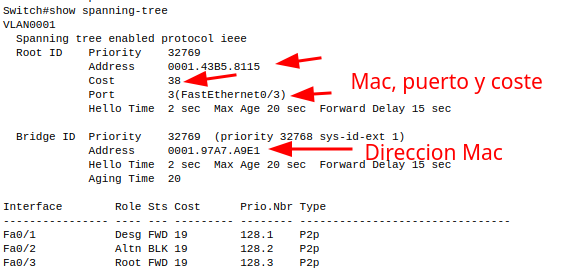 Switch#show spanning-tree
VLAN0001
  Spanning tree enabled protocol ieee
  Root ID    Priority    32769
             Address     0001.43B5.8115
             Cost        38
             Port        3(FastEthernet0/3)
             Hello Time  2 sec  Max Age 20 sec  Forward Delay 15 sec
Mac, puerto y coste

  Bridge ID  Priority    32769  (priority 32768 sys-id-ext 1)
             Address     0001.97A7.A9E1
             Hello Time  2 sec  Max Age 20 sec  Forward Delay 15 sec
             Aging Time  20
Direccion Mac

Interface        Role Sts Cost      Prio.Nbr Type
---------------- ---- --- --------- -------- --------------------------------
Fa0/1            Desg FWD 19        128.1    P2p
Fa0/2            Altn BLK 19        128.2    P2p
Fa0/3            Root FWD 19        128.3    P2p